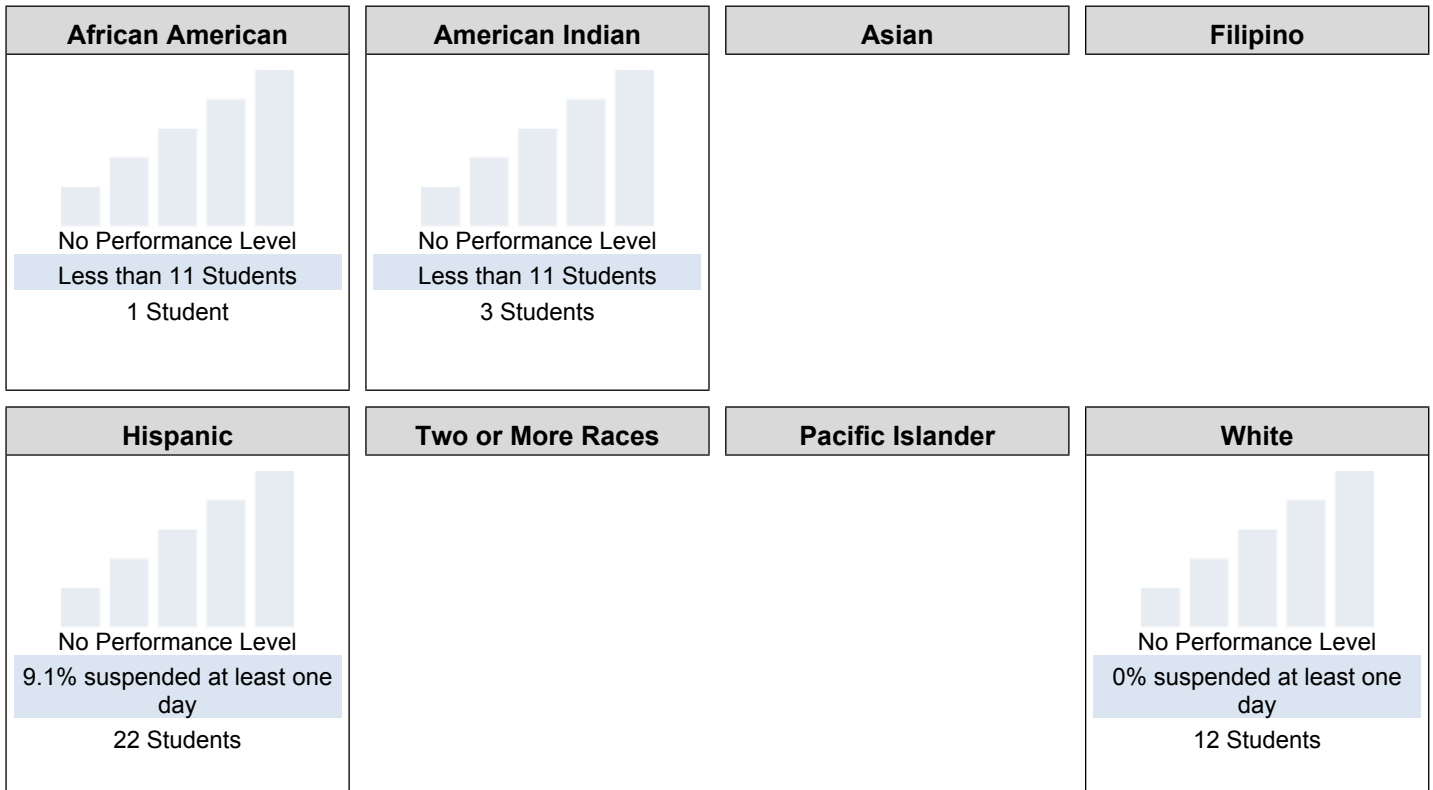 African American
American Indian
Asian
Filipino
No Performance Level
Less than 11 Students
1 Student
No Performance Level
Less than 11 Students
3 Students
Hispanic
Two or More Races
Pacific Islander
White
No Performance Level
9.1% suspended at least one
day
22 Students
No Performance Level
0% suspended at least one
day
12 Students